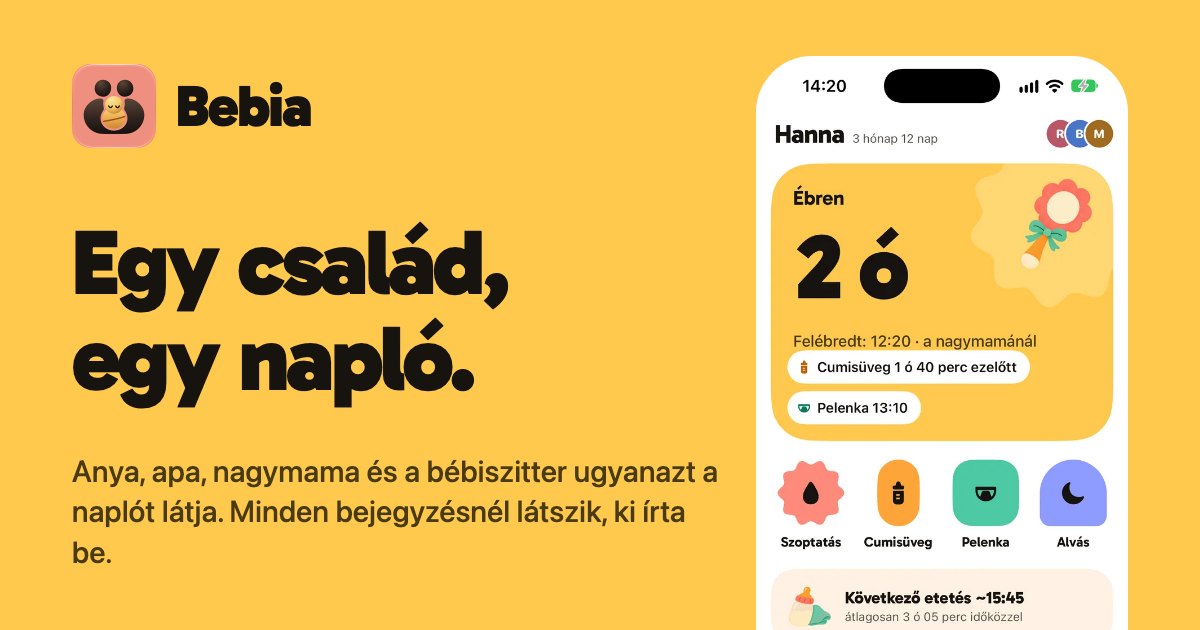 Bebia
Egy család,
egy napló.
Anya, apa, nagymama és a bébiszitter ugyanazt a
naplót látja. Minden bejegyzésnél látszik, ki írta
be.
14:20
Hanna 3 hónap 12 nap
R B M
Ébren
2 ó
Felébredt: 12:20 · a nagymamánál
Cumisüveg 1 ó 40 perc ezelőtt
Pelenka 13:10
Szoptatás Cumisüveg Pelenka Alvás
Következő etetés ~15:45
átlagosan 3 ó 05 perc időközzel